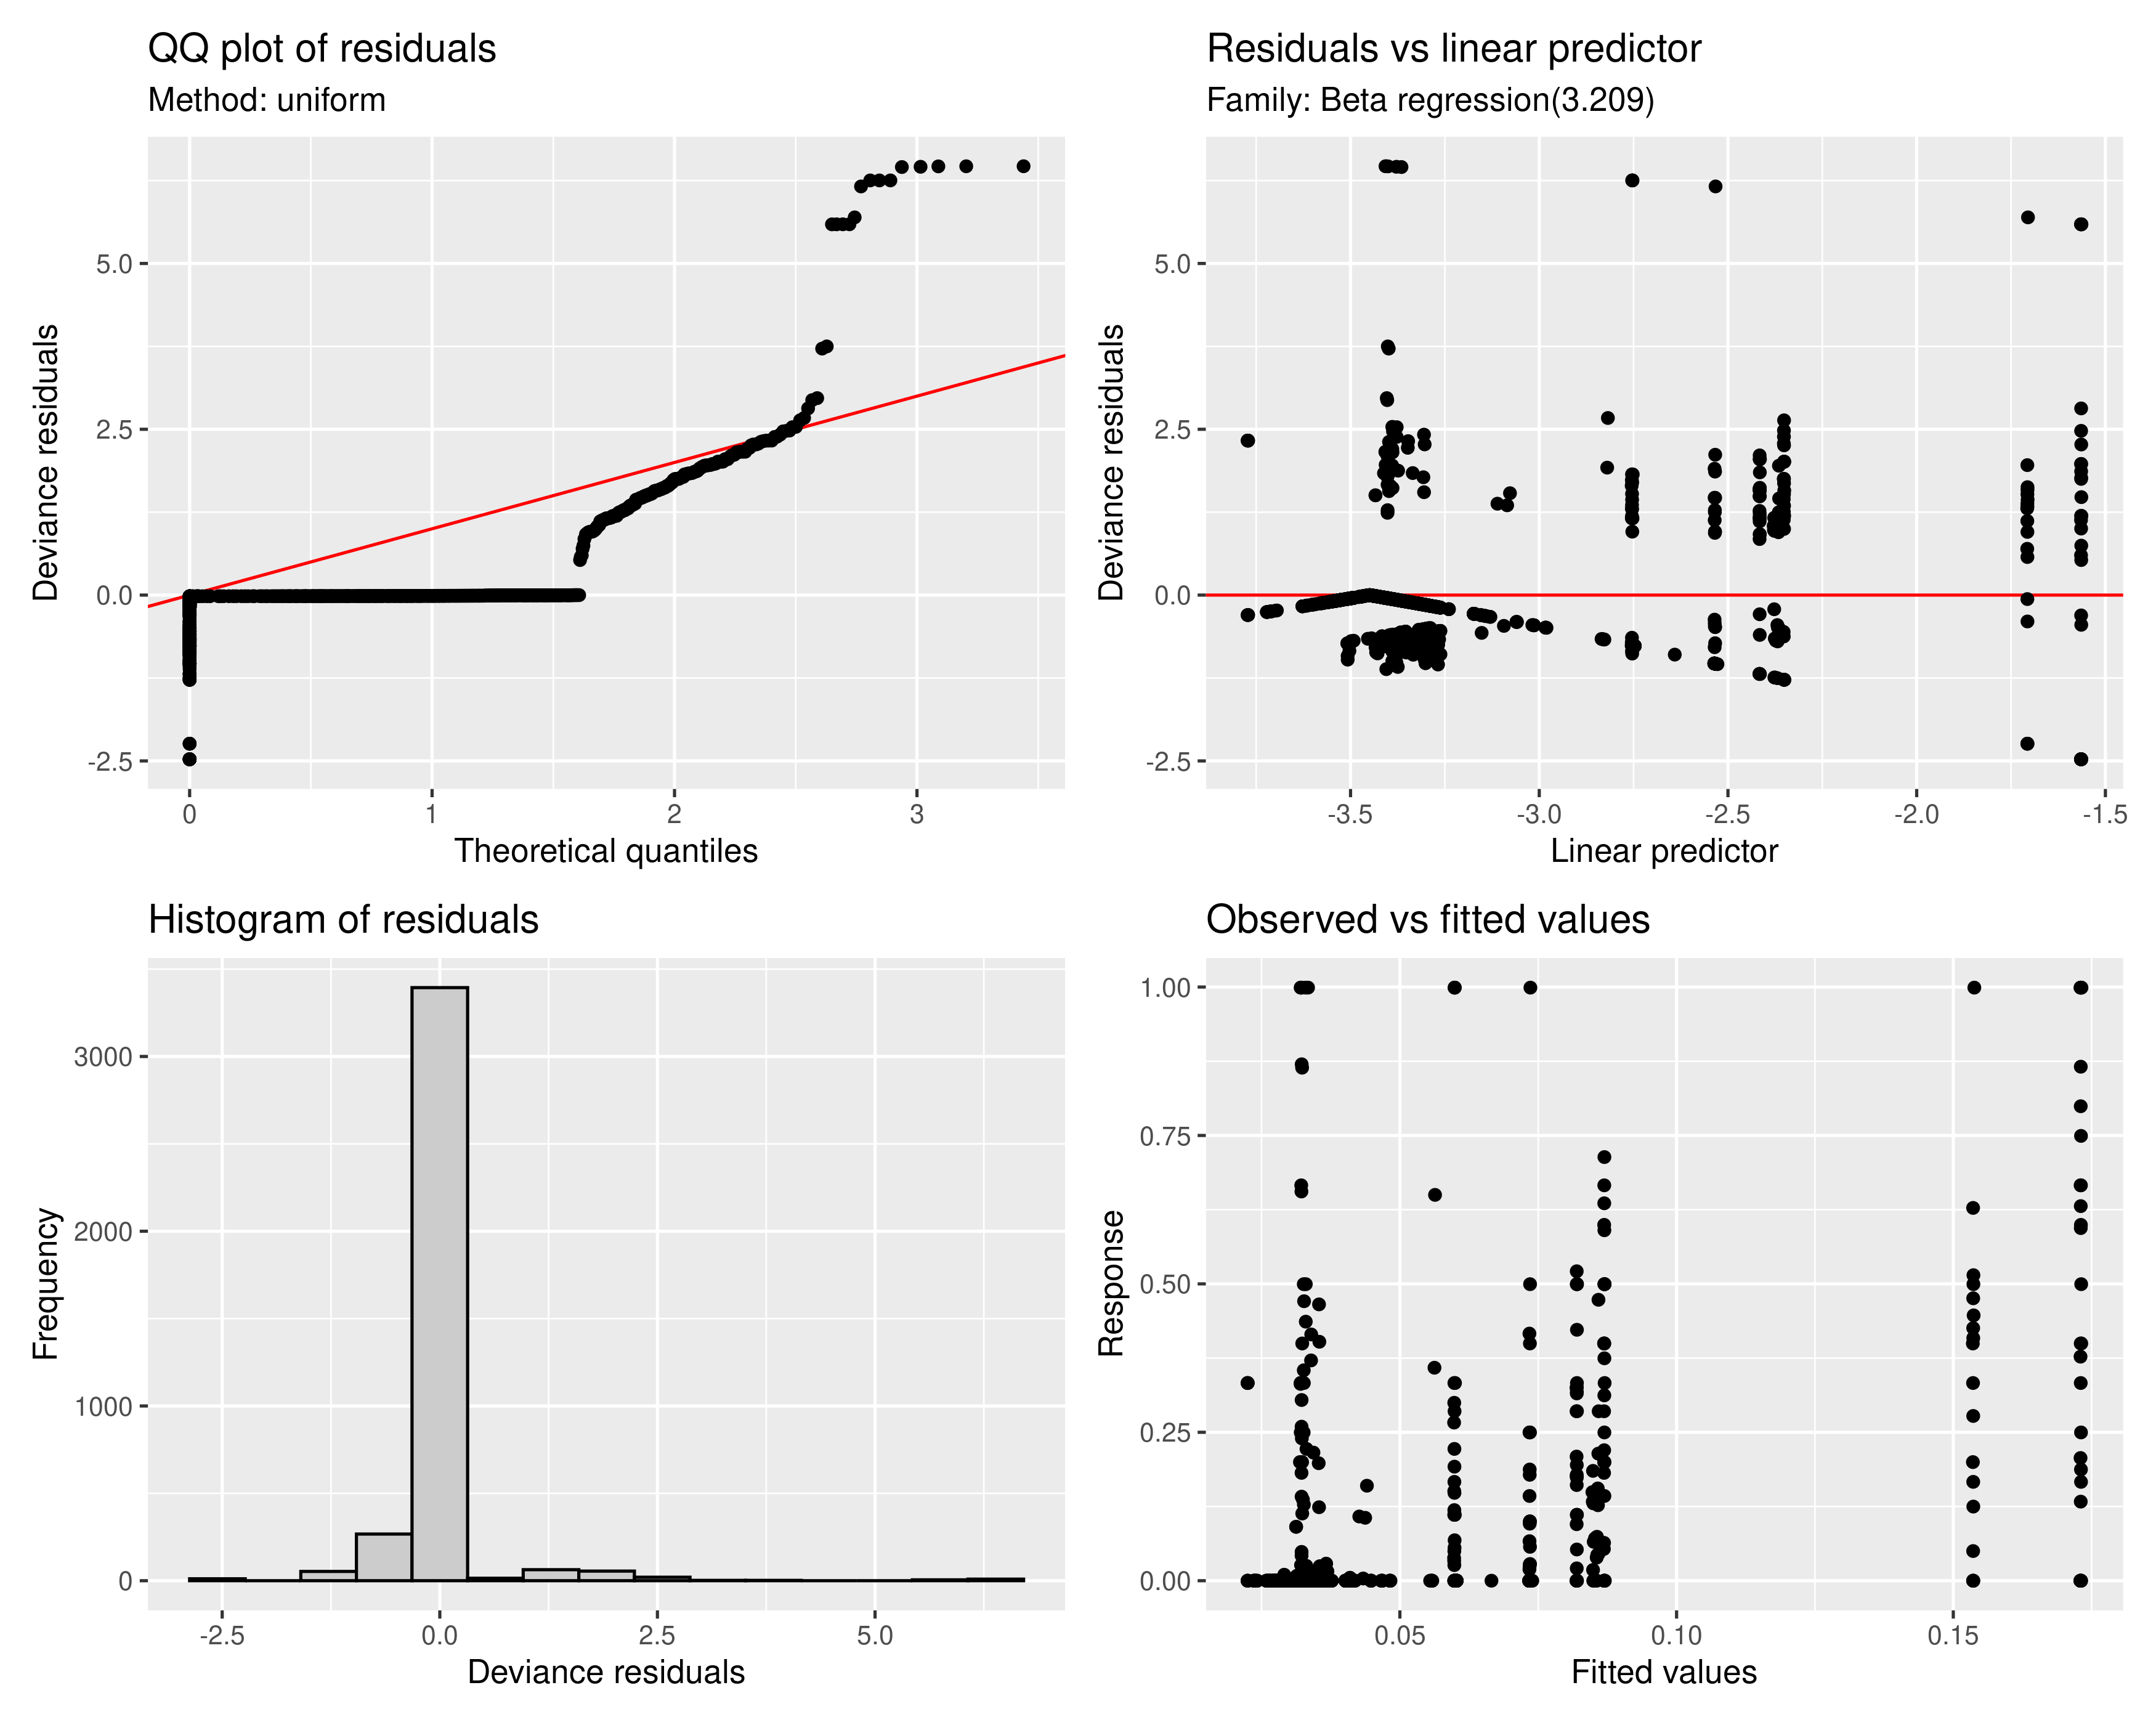 QQ plot of residuals
Method: uniform
Deviance residuals
5.0
2.5
0.0
-2.5
0 1 2 3
Theoretical quantiles
Residuals vs linear predictor
Family: Beta regression(3.209)
Deviance residuals
5.0
2.5
0.0
-2.5
-3.5 -3.0 -2.5 -2.0 -1.5
Linear predictor
Histogram of residuals
Frequency
3000
2000
1000
0
-2.5 0.0 2.5 5.0
Deviance residuals
Observed vs fitted values
Response
1.00
0.75
0.50
0.25
0.00
0.05 0.10 0.15
Fitted values